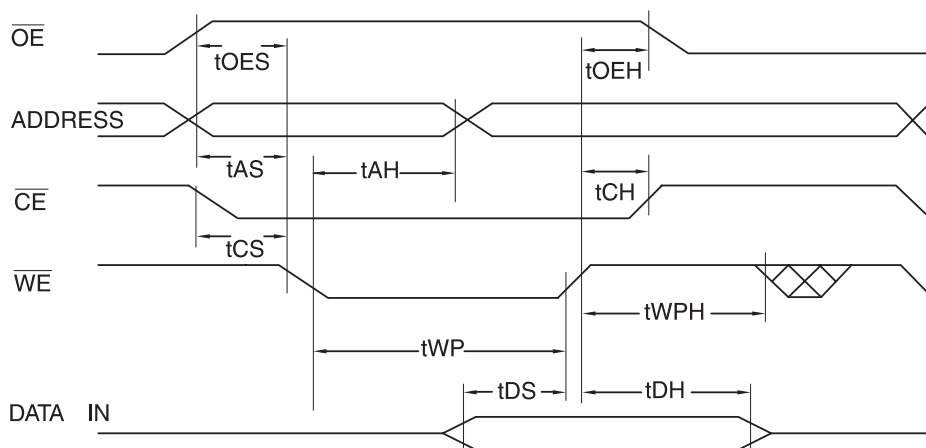 OE
tOES
tOEH
ADDRESS
tAS
tAH
tCH
CE
tCS
WE
tWPH
tWP
tDS
tDH
DATA IN